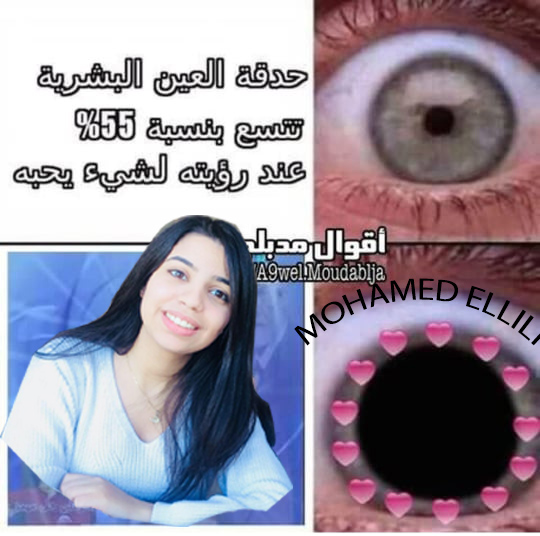 حدقة العين البشرية
تتسع بنسبة 55%
عند رؤيته لشيء يحبه
أقوال مدبلجة
/A9wel.Moudablja
MOHAMED ELLILI